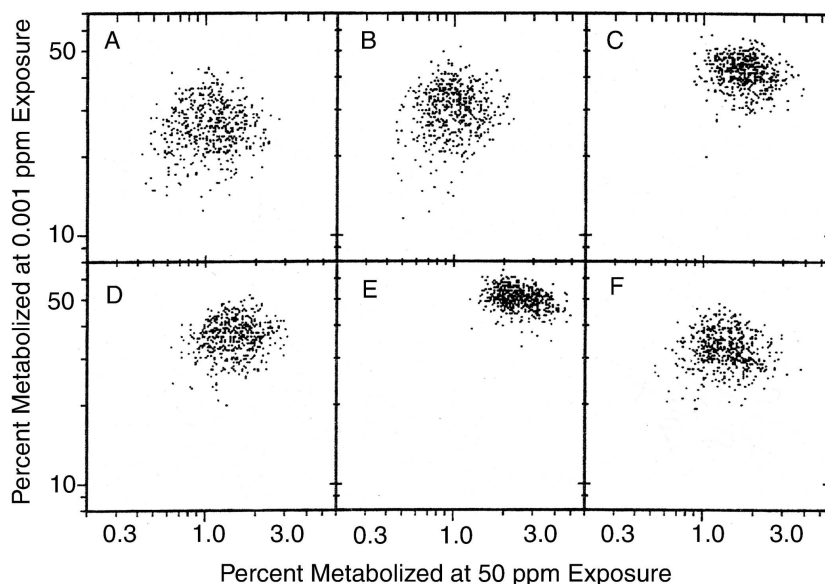 A B C
50
10
D E F
50
10
0.3 1.0 3.0 0.3 1.0 3.0 0.3 1.0 3.0
Percent Metabolized at 50 ppm Exposure
Percent Metabolized at 0.001 ppm Exposure